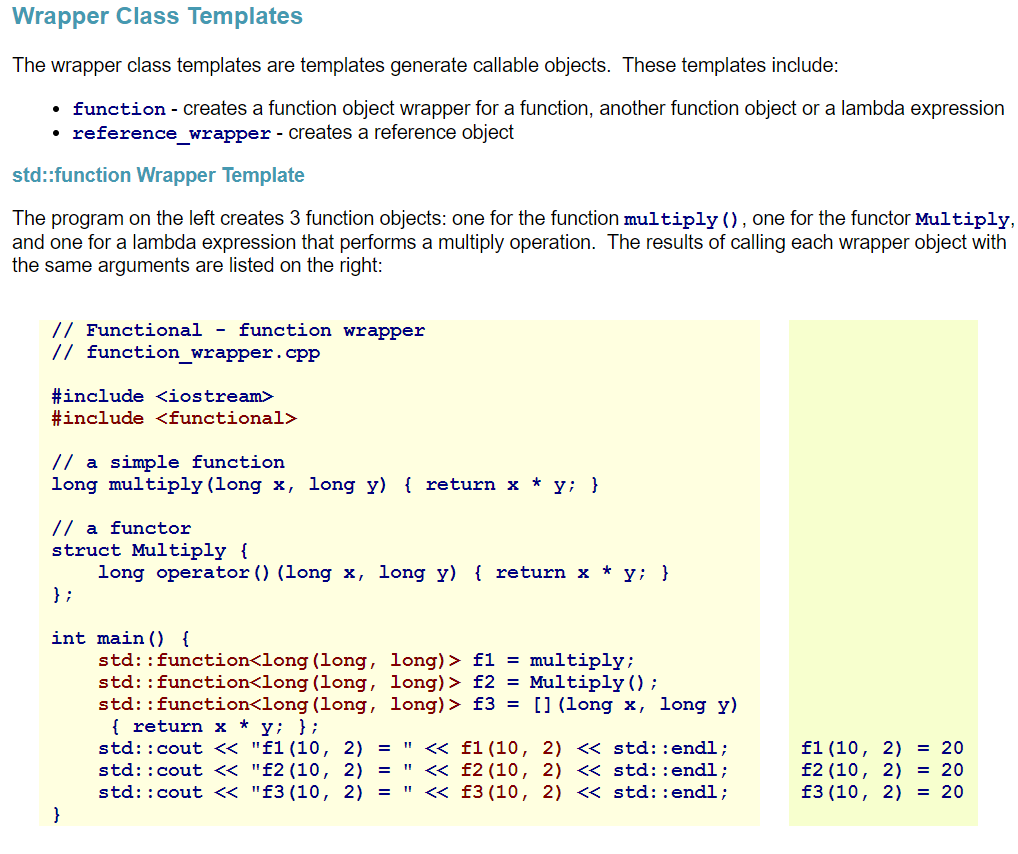 Wrapper Class Templates
The wrapper class templates are templates generate callable objects.  These templates include:
• function - creates a function object wrapper for a function, another function object or a lambda expression
• reference_wrapper - creates a reference object
std::function Wrapper Template
The program on the left creates 3 function objects: one for the function multiply(), one for the functor Multiply,
and one for a lambda expression that performs a multiply operation.  The results of calling each wrapper object with
the same arguments are listed on the right:
// Functional - function wrapper
// function_wrapper.cpp
#include <iostream>
#include <functional>
// a simple function
long multiply(long x, long y) { return x * y; }
// a functor
struct Multiply {
    long operator()(long x, long y) { return x * y; }
};
int main() {
    std::function<long(long, long)> f1 = multiply;
    std::function<long(long, long)> f2 = Multiply();
    std::function<long(long, long)> f3 = [](long x, long y)
     { return x * y; };
    std::cout << "f1(10, 2) = " << f1(10, 2) << std::endl;
    std::cout << "f2(10, 2) = " << f2(10, 2) << std::endl;
    std::cout << "f3(10, 2) = " << f3(10, 2) << std::endl;
}
f1(10, 2) = 20
f2(10, 2) = 20
f3(10, 2) = 20